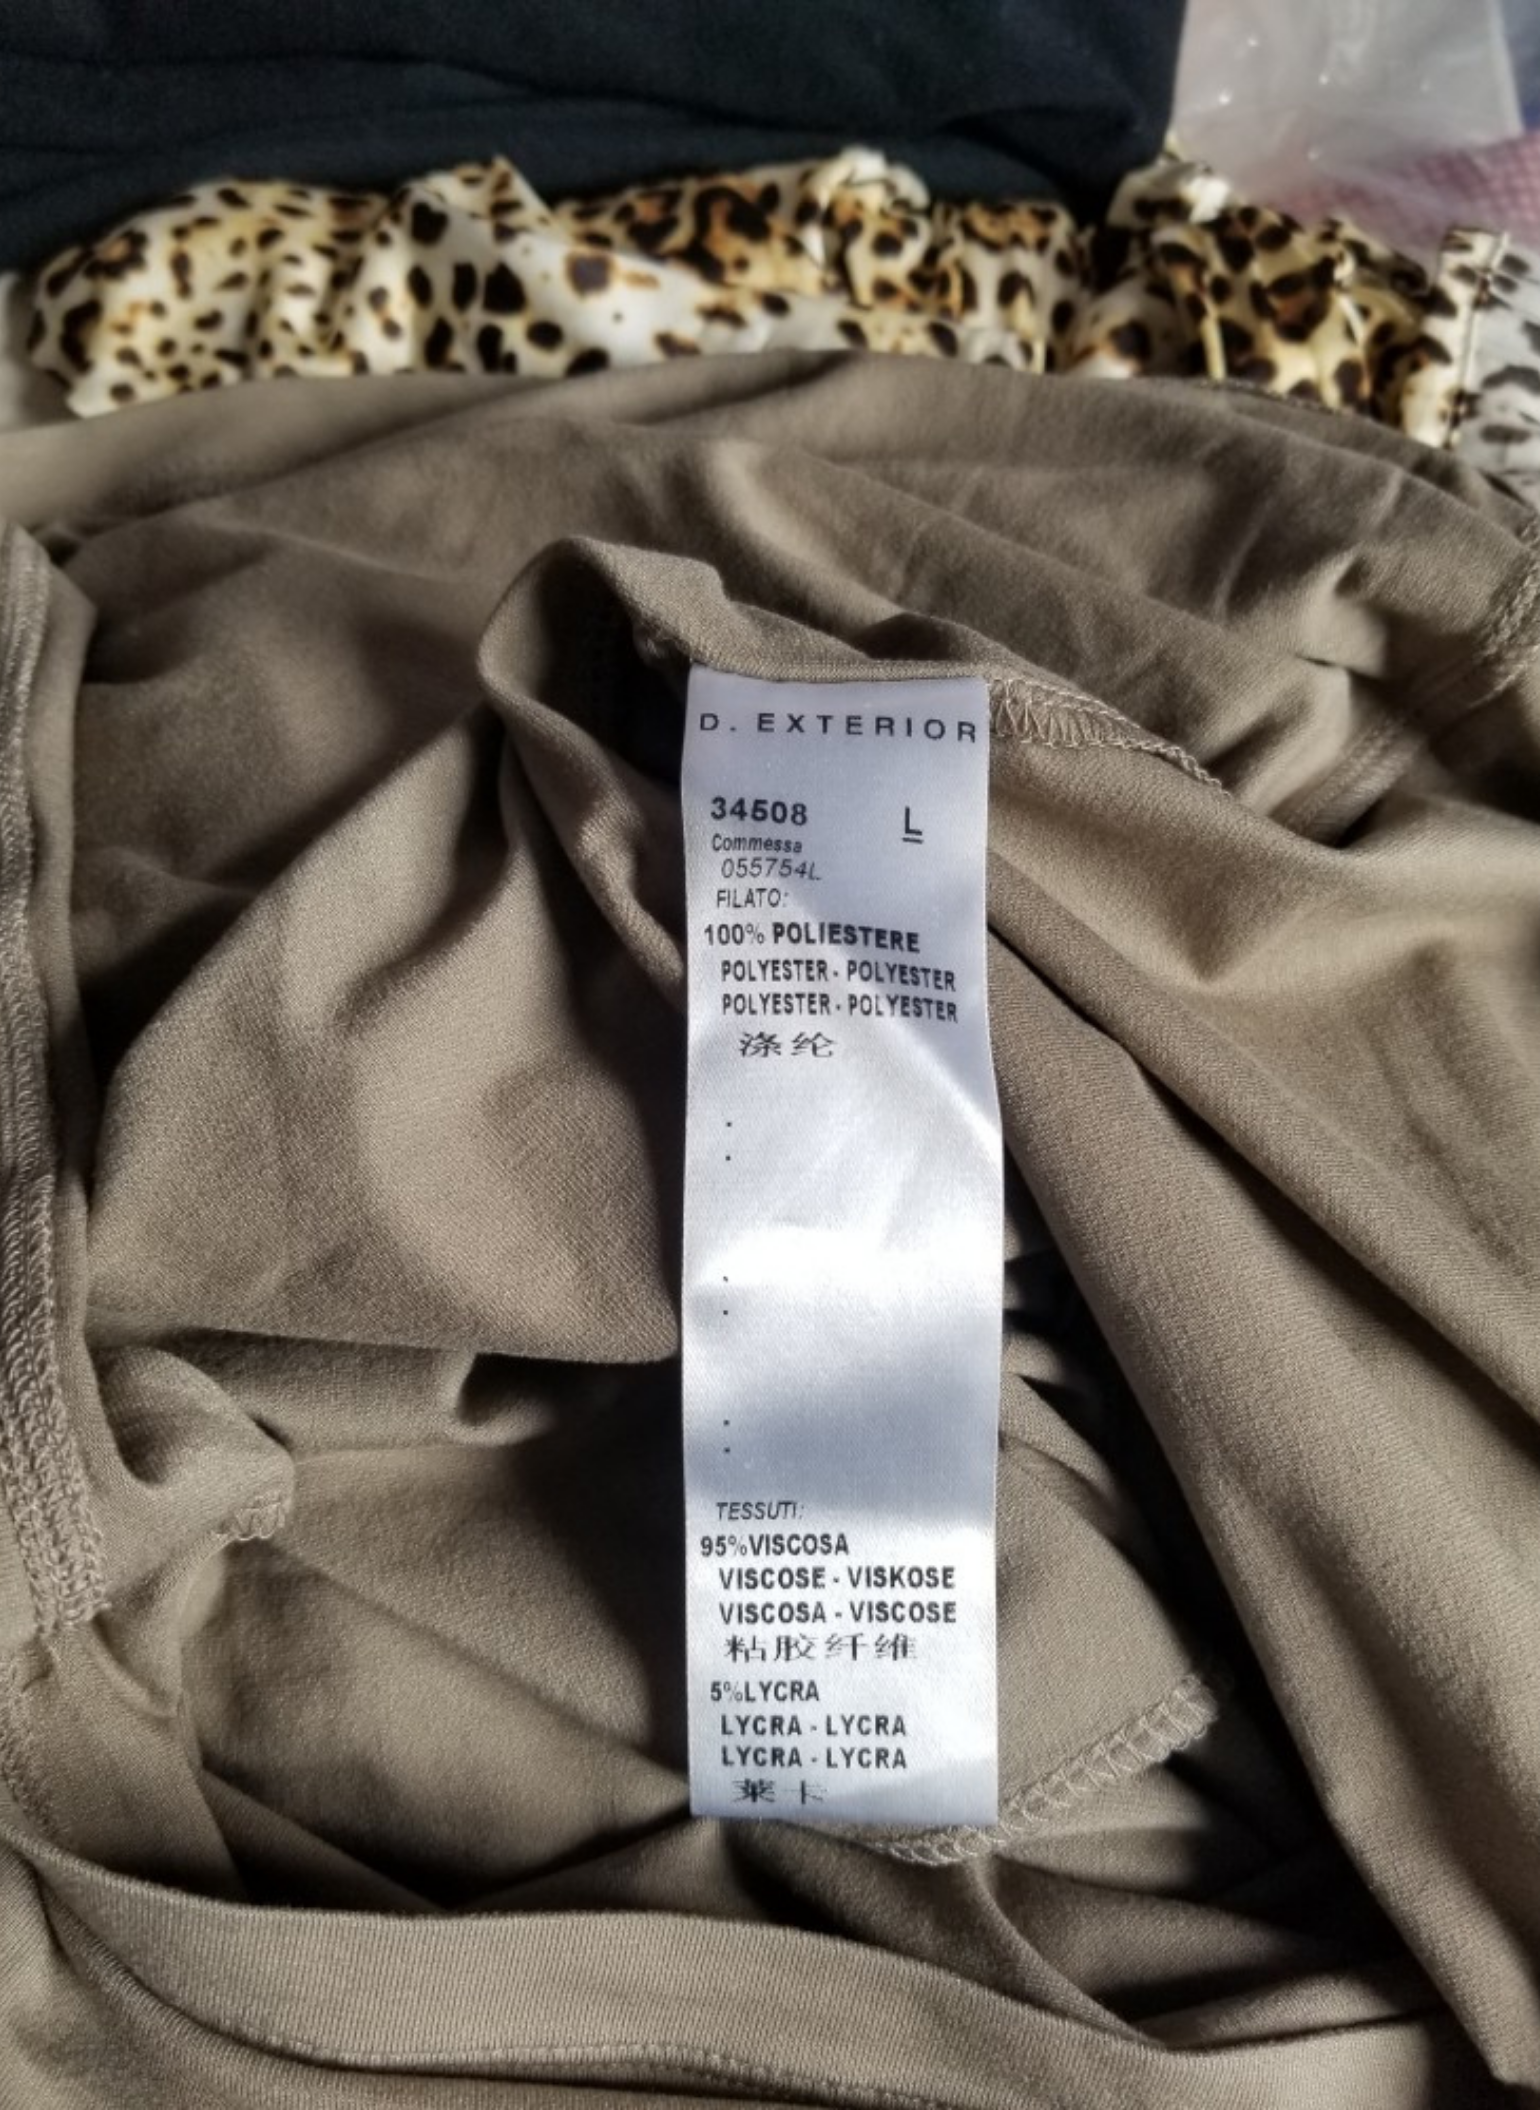 D. EXTERIOR
34508 L
Commessa
055754L
FILATO:
100% POLIESTERE
POLYESTER - POLYESTER
POLYESTER - POLYESTER
涤纶
:
:
:
TESSUTI:
95%VISCOSA
VISCOSE - VISKOSE
VISCOSA - VISCOSE
粘胶纤维
5%LYCRA
LYCRA - LYCRA
LYCRA - LYCRA
莱卡